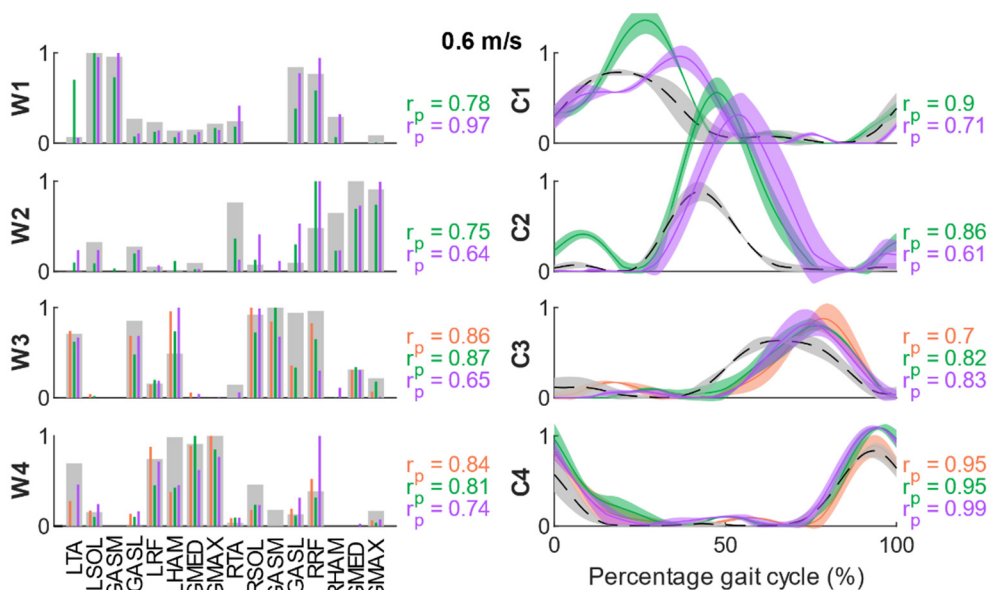 0.6 m/s
W1
1
0
r_p = 0.78
r_p = 0.97
C1
1
0
r_p = 0.9
r_p = 0.71
W2
1
0
r_p = 0.75
r_p = 0.64
C2
1
0
r_p = 0.86
r_p = 0.61
W3
1
0
r_p = 0.86
r_p = 0.87
r_p = 0.65
C3
1
0
r_p = 0.7
r_p = 0.82
r_p = 0.83
W4
1
0
r_p = 0.84
r_p = 0.81
r_p = 0.74
C4
1
0
r_p = 0.95
r_p = 0.95
r_p = 0.99
LTA
LSOL
GASM
GASL
LRF
LHAM
GMED
GMAX
RTA
RSOL
GASM
GASL
RRF
RHAM
GMED
GMAX
0
50
100
Percentage gait cycle (%)